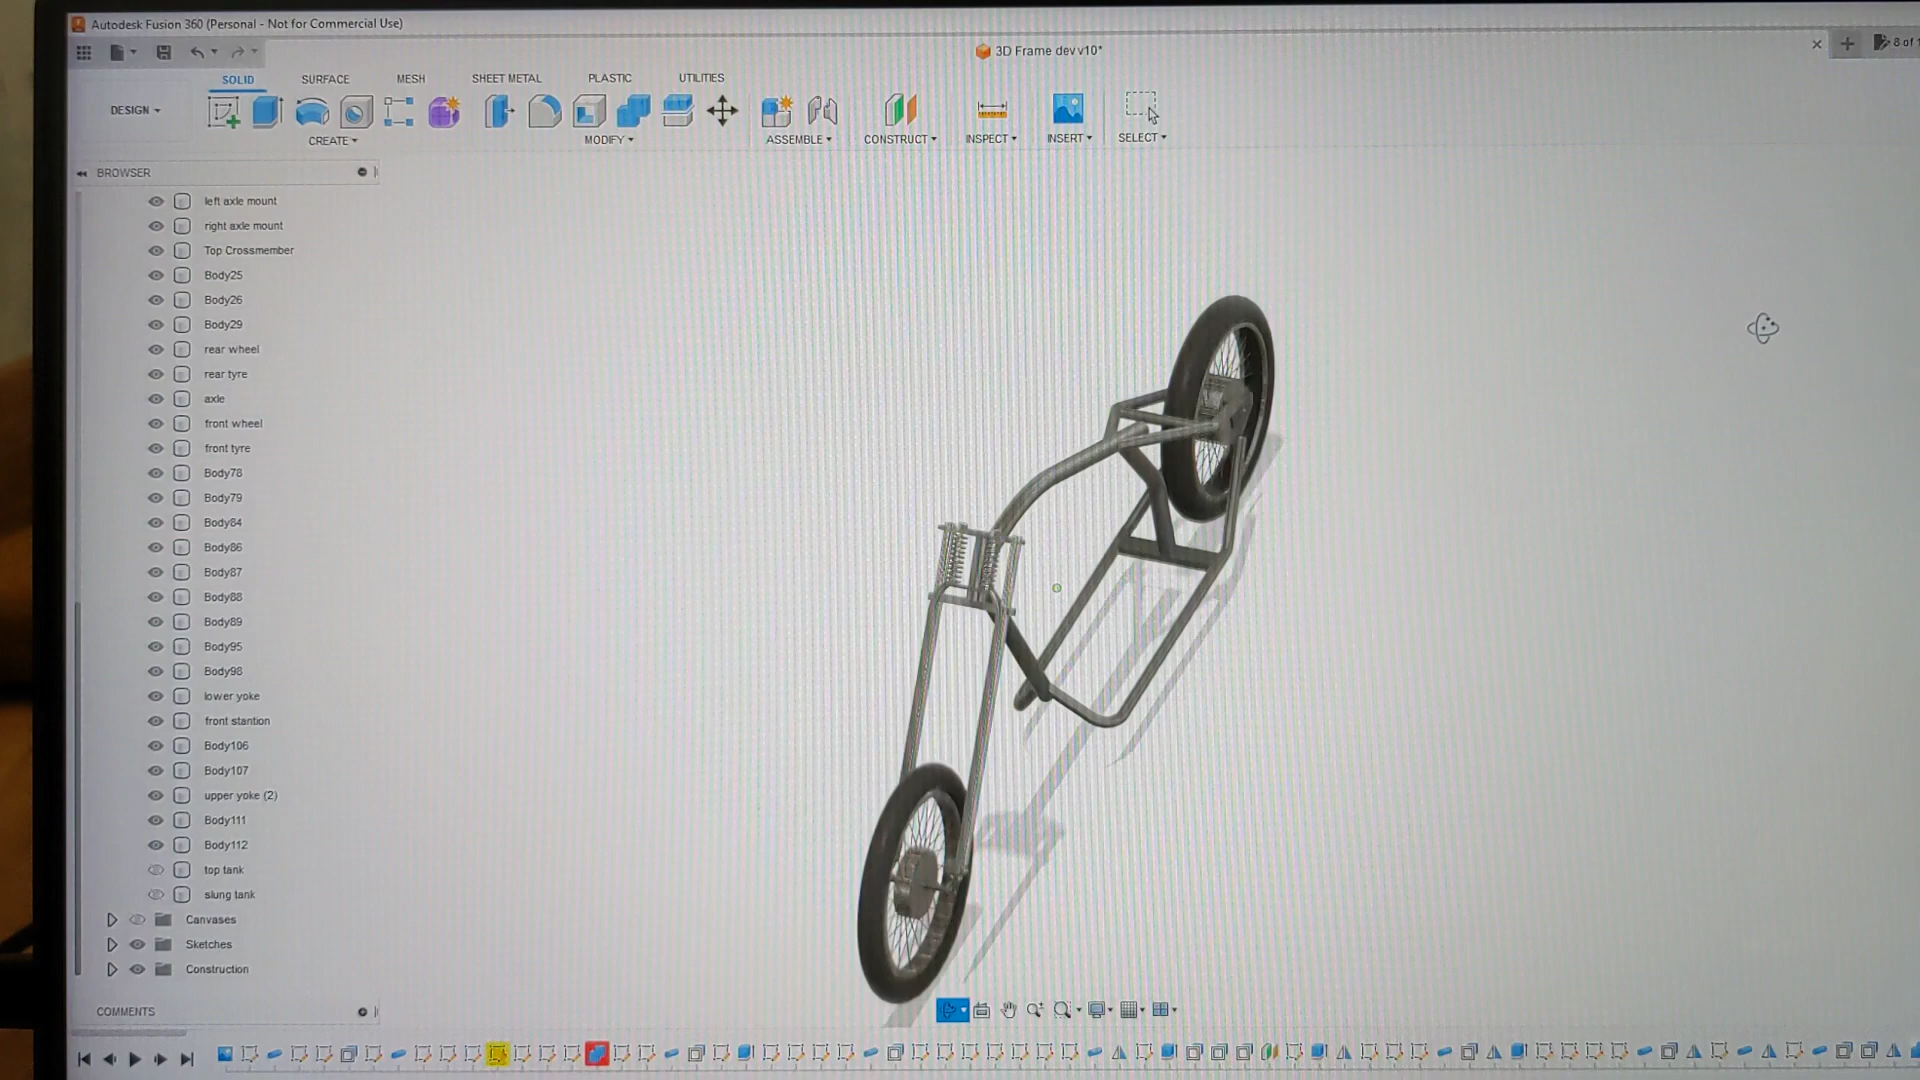 Autodesk Fusion 360 (Personal - Not for Commercial Use)
3D Frame dev v10*
8 of 1
SOLID
SURFACE
MESH
SHEET METAL
PLASTIC
UTILITIES
DESIGN
CREATE
MODIFY
ASSEMBLE
CONSTRUCT
INSPECT
INSERT
SELECT
BROWSER
left axle mount
right axle mount
Top Crossmember
Body25
Body26
Body29
rear wheel
rear tyre
axle
front wheel
front tyre
Body78
Body79
Body84
Body86
Body87
Body88
Body89
Body95
Body98
lower yoke
front stantion
Body106
Body107
upper yoke (2)
Body111
Body112
top tank
slung tank
Canvases
Sketches
Construction
COMMENTS